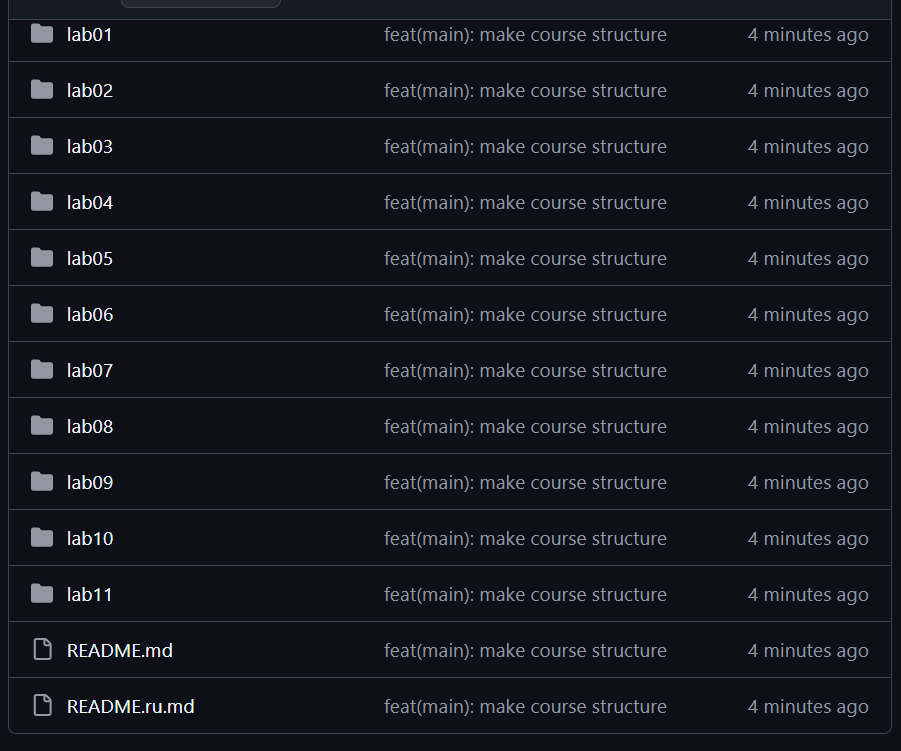 lab01 feat(main): make course structure 4 minutes ago
lab02 feat(main): make course structure 4 minutes ago
lab03 feat(main): make course structure 4 minutes ago
lab04 feat(main): make course structure 4 minutes ago
lab05 feat(main): make course structure 4 minutes ago
lab06 feat(main): make course structure 4 minutes ago
lab07 feat(main): make course structure 4 minutes ago
lab08 feat(main): make course structure 4 minutes ago
lab09 feat(main): make course structure 4 minutes ago
lab10 feat(main): make course structure 4 minutes ago
lab11 feat(main): make course structure 4 minutes ago
README.md feat(main): make course structure 4 minutes ago
README.ru.md feat(main): make course structure 4 minutes ago